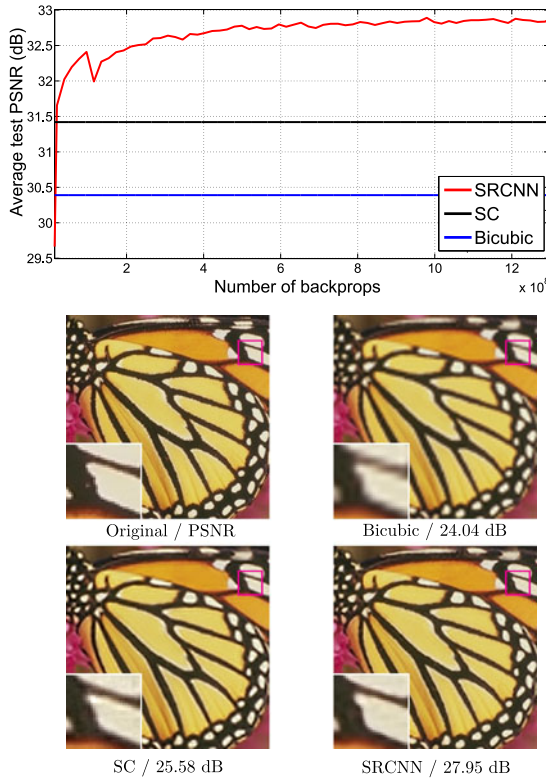 Average test PSNR (dB)
33
32.5
32
31.5
31
30.5
30
29.5
SRCNN
SC
Bicubic
2 4 6 8 10 12
Number of backprops
Original / PSNR
Bicubic / 24.04 dB
SC / 25.58 dB
SRCNN / 27.95 dB